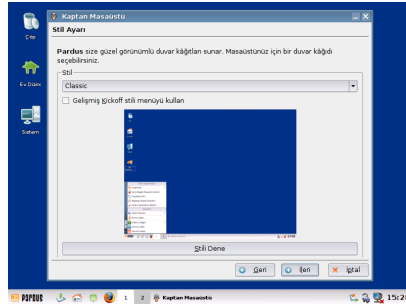 Kaptan Masaüstü
Stil Ayarı
Pardus size güzel görünümlü duvar kâğıtları sunar. Masaüstünüz için bir duvar kâğıdı
seçebilirsiniz.
Stil
Classic
Gelişmiş Kickoff stili menüyü kullan
Stili Dene
Geri
İleri
İptal
Çöp
Ev Dizini
Sistem
PARDUS
1
2
Kaptan Masaüstü
15:2